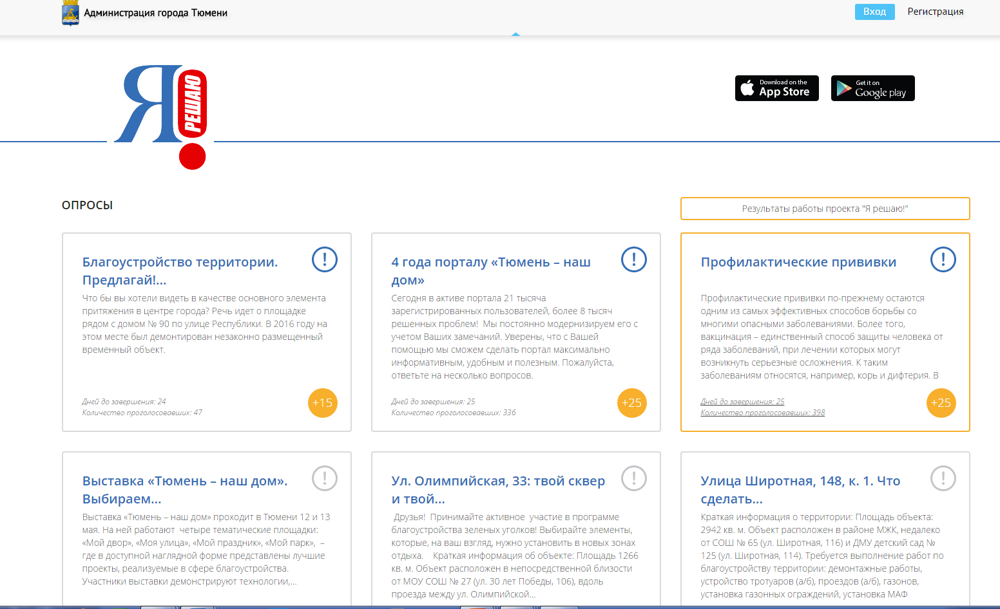 Администрация города Тюмени
Вход
Регистрация
Я
РЕШАЮ
Download on the
App Store
Get it on
Google play
ОПРОСЫ
Результаты работы проекта "Я решаю!"
Благоустройство территории.
Предлагай!...
Что бы вы хотели видеть в качестве основного элемента
притяжения в центре города? Речь идет о площадке
рядом с домом № 90 по улице Республики. В 2016 году на
этом месте был демонтирован незаконно размещенный
временный объект.
Дней до завершения: 24
Количество проголосовавших: 47
+15
4 года порталу «Тюмень – наш
дом»
Сегодня в активе портала 21 тысяча
зарегистрированных пользователей, более 8 тысяч
решенных проблем!  Мы постоянно модернизируем его с
учетом Ваших замечаний. Уверены, что с Вашей
помощью мы сможем сделать портал максимально
информативным, удобным и полезным. Пожалуйста,
ответьте на несколько вопросов.
Дней до завершения: 25
Количество проголосовавших: 336
+25
Профилактические прививки
Профилактические прививки по-прежнему остаются
одним из самых эффективных способов борьбы со
многими опасными заболеваниями. Более того,
вакцинация – единственный способ защиты человека от
ряда заболеваний, при лечении которых могут
возникнуть серьезные осложнения. К таким
заболеваниям относятся, например, корь и дифтерия. В
Дней до завершения: 25
Количество проголосовавших: 398
+25
Выставка «Тюмень – наш дом».
Выбираем...
Выставка «Тюмень – наш дом» проходит в Тюмени 12 и 13
мая. На ней работают  четыре тематические площадки:
«Мой двор», «Моя улица», «Мой праздник», «Мой парк»,  –
где в доступной наглядной форме представлены лучшие
проекты, реализуемые в сфере благоустройства.
Участники выставки демонстрируют технологии,...
Ул. Олимпийская, 33: твой сквер
и твой...
Друзья!  Принимайте активное  участие в программе
благоустройства зеленых уголков! Выбирайте элементы,
которые, на ваш взгляд, нужно установить в новых зонах
отдыха.    Краткая информация об объекте: Площадь 1266
кв. м. Объект расположен в непосредственной близости
от МОУ СОШ № 27 (ул. 30 лет Победы, 106), вдоль
проезда между ул. Олимпийской...
Улица Широтная, 148, к. 1. Что
сделать...
Краткая информация о территории: Площадь объекта:
2942 кв. м. Объект расположен в районе МЖК, недалеко
от СОШ № 65 (ул. Широтная, 116) и ДМУ детский сад №
125 (ул. Широтная, 114). Требуется выполнение работ по
благоустройству территории: демонтажные работы,
устройство тротуаров (а/б), проездов (а/б), газонов,
установка газонных ограждений, установка МАФ